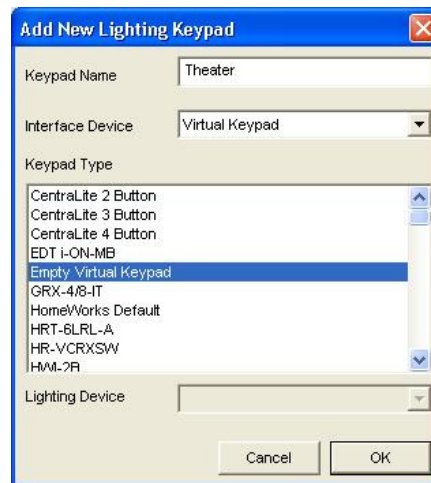 Add New Lighting Keypad
Keypad Name Theater
Interface Device Virtual Keypad
Keypad Type
CentraLite 2 Button
CentraLite 3 Button
CentraLite 4 Button
EDT i-ON-MB
Empty Virtual Keypad
GRX-4/8-IT
HomeWorks Default
HRT-6LRL-A
HR-VCRXSW
HWI-2B
Lighting Device
Cancel OK